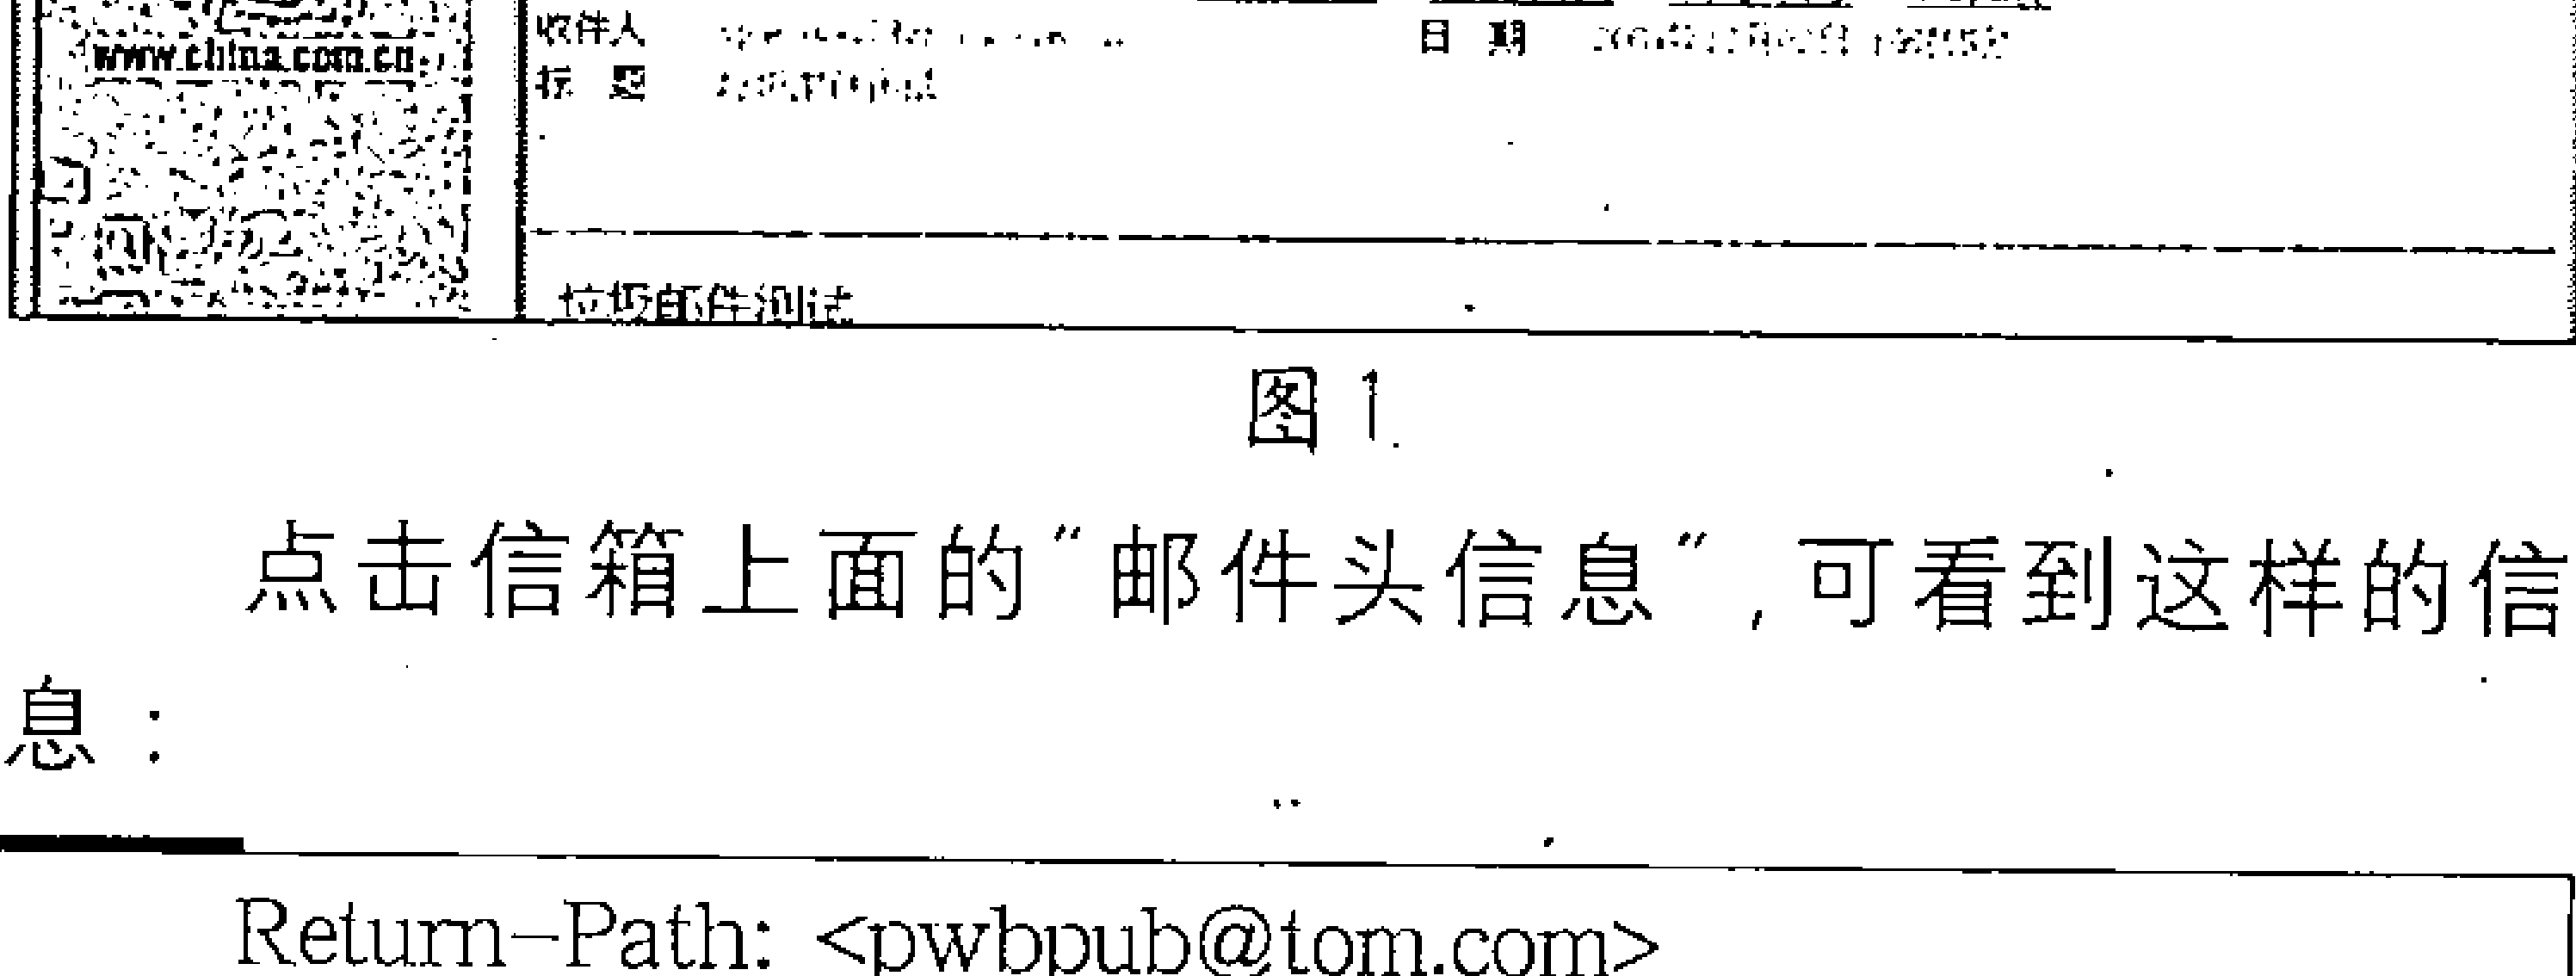 www.china.com.cn
收件人
日 期
标 题
垃圾邮件测试
图 1
点击信箱上面的“邮件头信息”,可看到这样的信
息:
Return-Path: <pwbpub@tom.com>